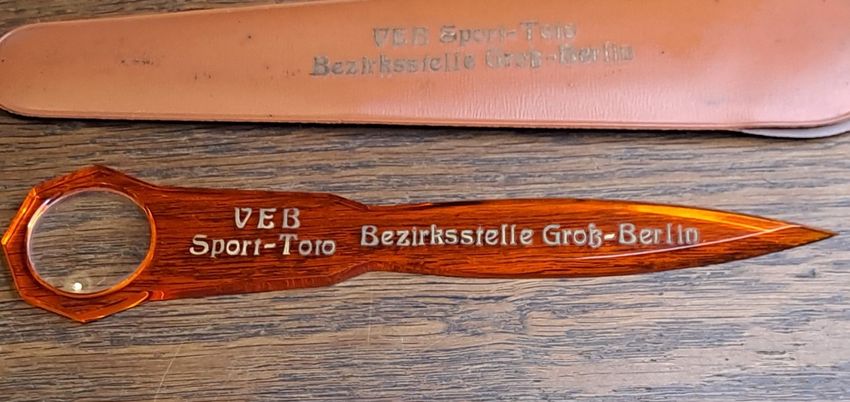 VEB Sport-Toto
Bezirksstelle Groß-Berlin
VEB
Sport-Toto
Bezirksstelle Groß-Berlin